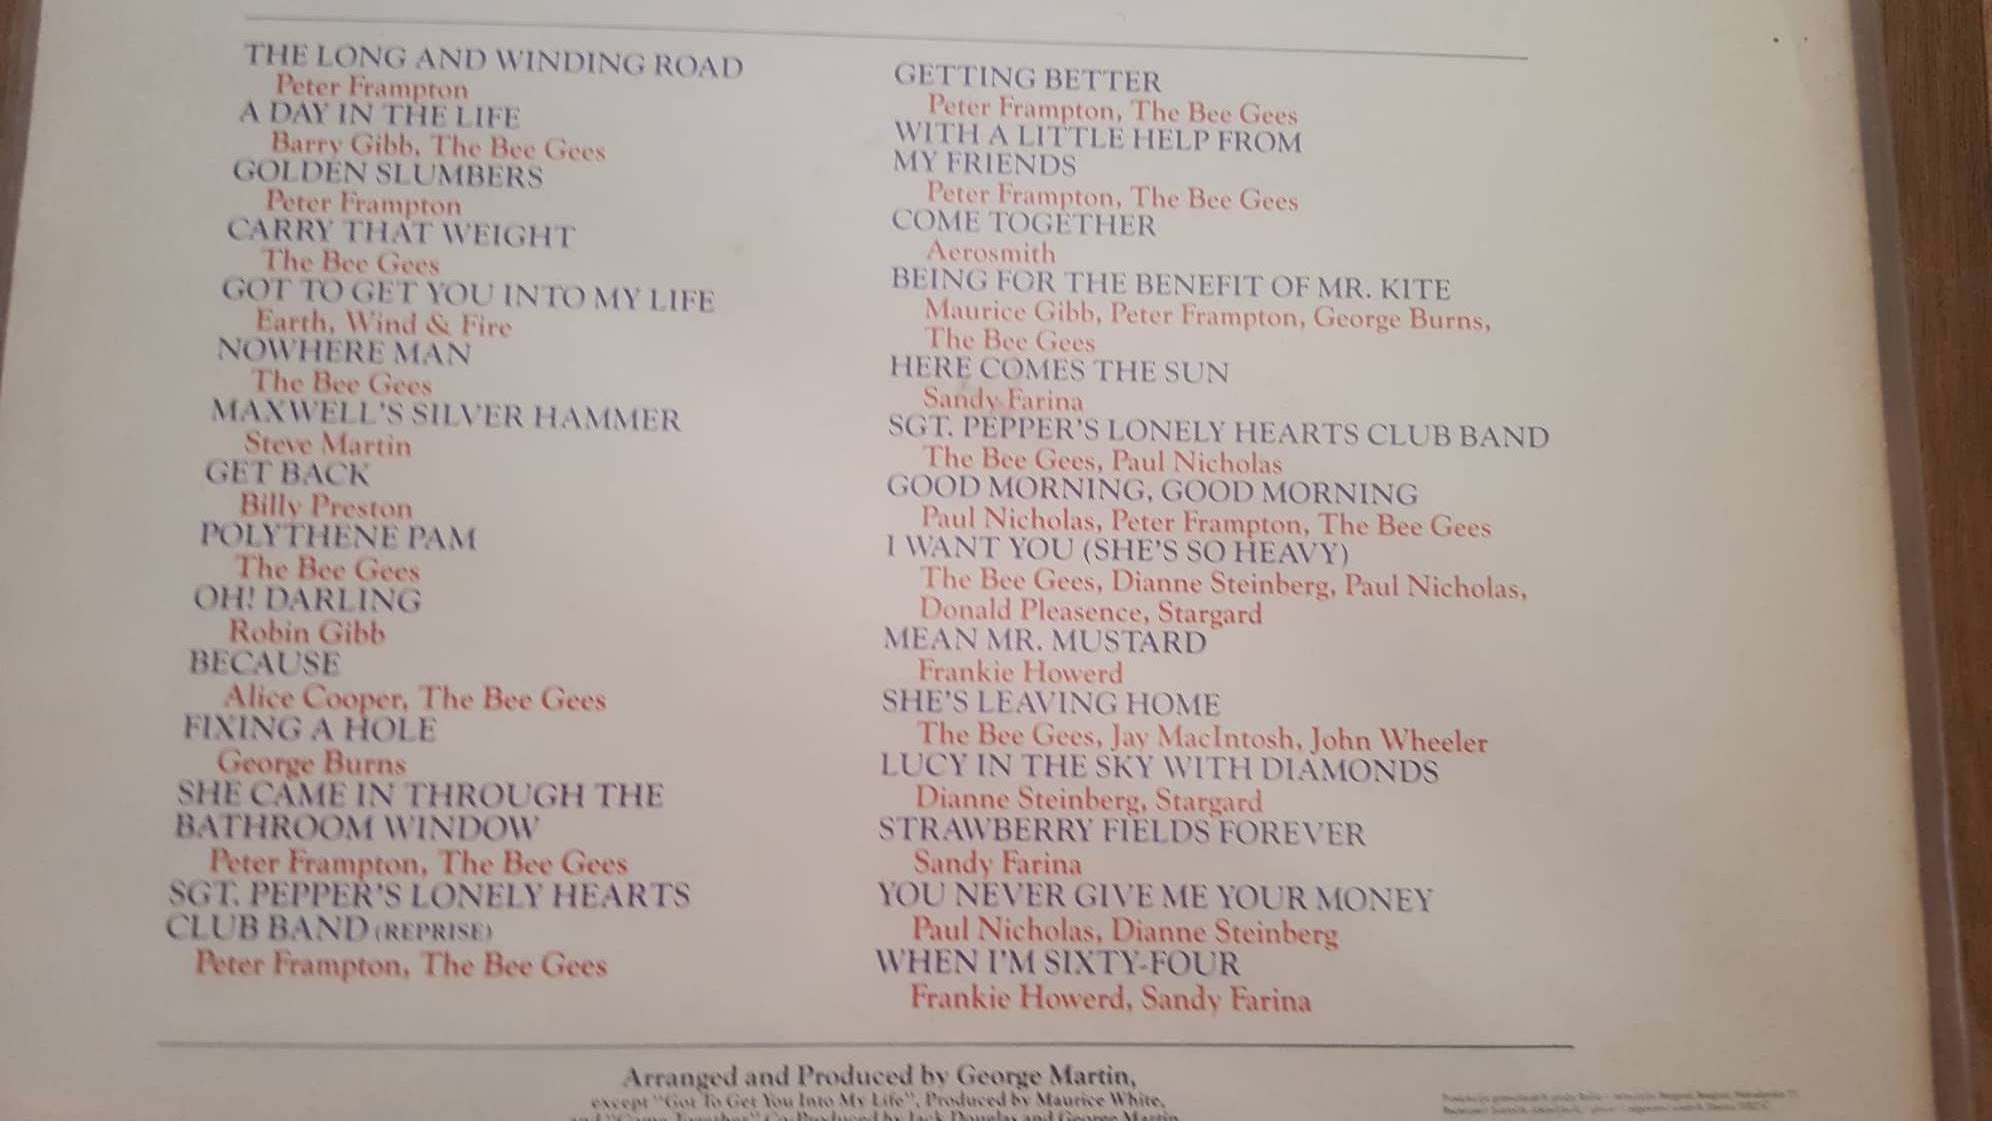 THE LONG AND WINDING ROAD
Peter Frampton
A DAY IN THE LIFE
Barry Gibb, The Bee Gees
GOLDEN SLUMBERS
Peter Frampton
CARRY THAT WEIGHT
The Bee Gees
GOT TO GET YOU INTO MY LIFE
Earth, Wind & Fire
NOWHERE MAN
The Bee Gees
MAXWELL'S SILVER HAMMER
Steve Martin
GET BACK
Billy Preston
POLYTHENE PAM
The Bee Gees
OH! DARLING
Robin Gibb
BECAUSE
Alice Cooper, The Bee Gees
FIXING A HOLE
George Burns
SHE CAME IN THROUGH THE
BATHROOM WINDOW
Peter Frampton, The Bee Gees
SGT. PEPPER'S LONELY HEARTS
CLUB BAND (REPRISE)
Peter Frampton, The Bee Gees
GETTING BETTER
Peter Frampton, The Bee Gees
WITH A LITTLE HELP FROM
MY FRIENDS
Peter Frampton, The Bee Gees
COME TOGETHER
Aerosmith
BEING FOR THE BENEFIT OF MR. KITE
Maurice Gibb, Peter Frampton, George Burns,
The Bee Gees
HERE COMES THE SUN
Sandy Farina
SGT. PEPPER'S LONELY HEARTS CLUB BAND
The Bee Gees, Paul Nicholas
GOOD MORNING, GOOD MORNING
Paul Nicholas, Peter Frampton, The Bee Gees
I WANT YOU (SHE'S SO HEAVY)
The Bee Gees, Dianne Steinberg, Paul Nicholas,
Donald Pleasence, Stargard
MEAN MR. MUSTARD
Frankie Howerd
SHE'S LEAVING HOME
The Bee Gees, Jay MacIntosh, John Wheeler
LUCY IN THE SKY WITH DIAMONDS
Dianne Steinberg, Stargard
STRAWBERRY FIELDS FOREVER
Sandy Farina
YOU NEVER GIVE ME YOUR MONEY
Paul Nicholas, Dianne Steinberg
WHEN I'M SIXTY-FOUR
Frankie Howerd, Sandy Farina
Arranged and Produced by George Martin,
except "Got To Get You Into My Life", Produced by Maurice White,
and "Come Together" Co-Produced by Jack Douglas and George Martin